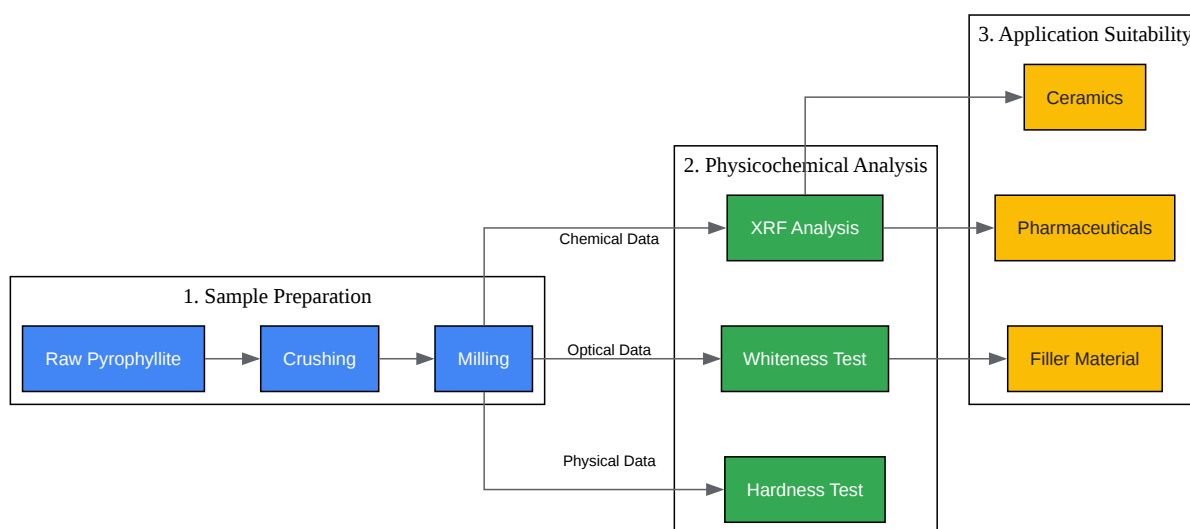 3. Application Suitability
Ceramics
2. Physicochemical Analysis
XRF Analysis
Pharmaceuticals
Chemical Data
1. Sample Preparation
Raw Pyrophyllite
Crushing
Milling
Optical Data
Whiteness Test
Filler Material
Physical Data
Hardness Test